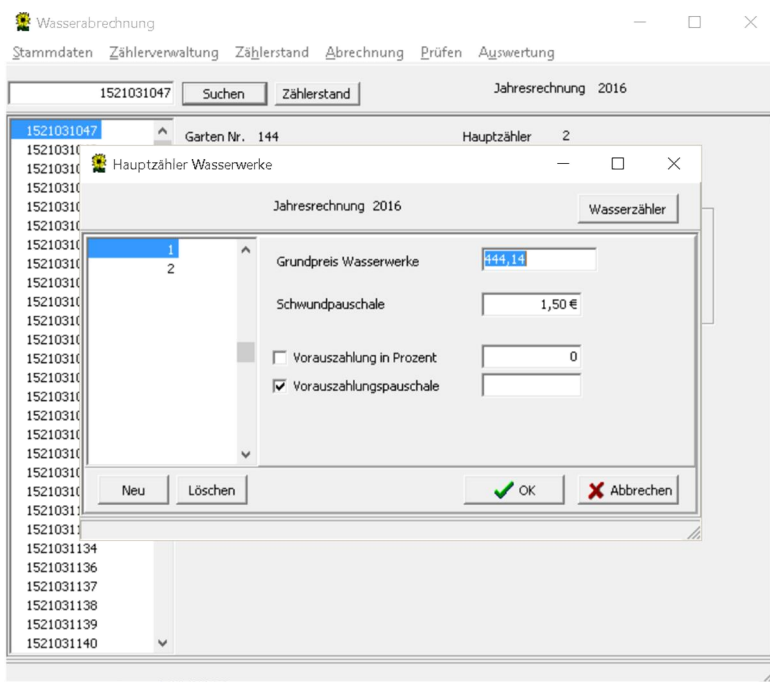 Wasserabrechnung
Stammdaten Zählerverwaltung Zählerstand Abrechnung Prüfen Auswertung
1521031047 Suchen Zählerstand Jahresrechnung 2016
1521031047 Garten Nr. 144 Hauptzähler 2
Hauptzähler Wasserwerke
Jahresrechnung 2016 Wasserzähler
1 Grundpreis Wasserwerke 444,14
2
Schwundpauschale 1,50 €
Vorauszahlung in Prozent 0
Vorauszahlungspauschale
Neu Löschen OK Abbrechen
1521031134
1521031136
1521031137
1521031138
1521031139
1521031140